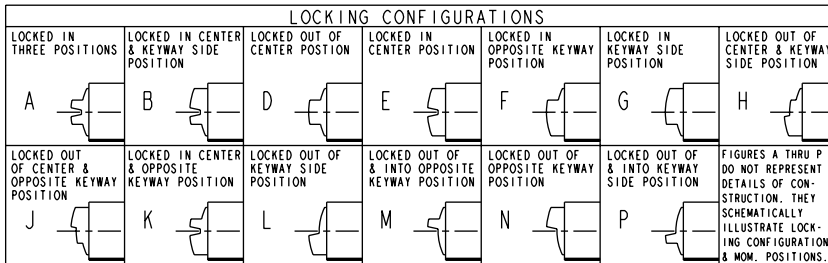 LOCKING CONFIGURATIONS
LOCKED IN
THREE POSITIONS
A
LOCKED IN CENTER
& KEYWAY SIDE
POSITION
B
LOCKED OUT OF
CENTER POSTION
D
LOCKED IN
CENTER POSITION
E
LOCKED IN
OPPOSITE KEYWAY
POSITION
F
LOCKED IN
KEYWAY SIDE
POSITION
G
LOCKED OUT OF
CENTER & KEYWAY
SIDE POSITION
H
LOCKED OUT
OF CENTER &
OPPOSITE KEYWAY
POSITION
J
LOCKED IN CENTER
& OPPOSITE
KEYWAY POSITION
K
LOCKED OUT OF
KEYWAY SIDE
POSITION
L
LOCKED OUT OF
& INTO OPPOSITE
KEYWAY POSITION
M
LOCKED OUT OF
OPPOSITE KEYWAY
POSITION
N
LOCKED OUT OF
& INTO KEYWAY
SIDE POSITION
P
FIGURES A THRU P
DO NOT REPRESENT
DETAILS OF CON-
STRUCTION. THEY
SCHEMATICALLY
ILLUSTRATE LOCK-
ING CONFIGURATION
& MOM. POSITIONS.